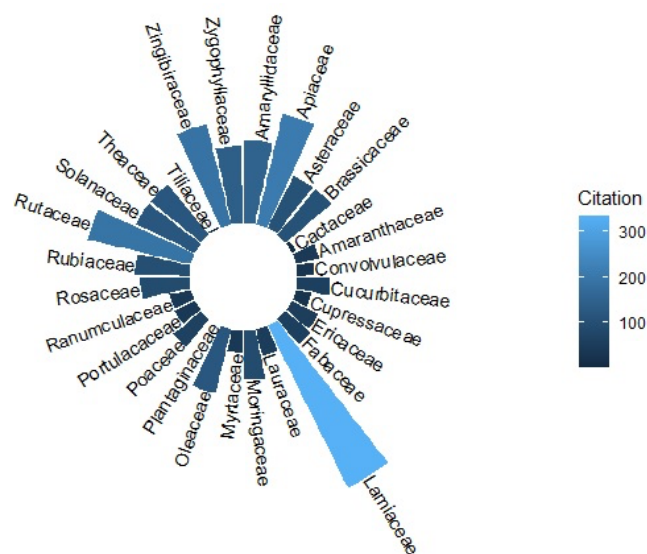 Zingibiraceae
Zygophyllaceae
Amaryllidaceae
Apiaceae
Asteraceae
Brassicaceae
Cactaceae
Amaranthaceae
Convolvulaceae
Cucurbitaceae
Cupressaceae
Ericaceae
Fabaceae
Lamiaceae
Lauraceae
Moringaceae
Myrtaceae
Oleaceae
Plantaginaceae
Poaceae
Portulacaceae
Ranumculaceae
Rosaceae
Rubiaceae
Rutaceae
Solanaceae
Theaceae
Tiliaceae
Citation
300
200
100